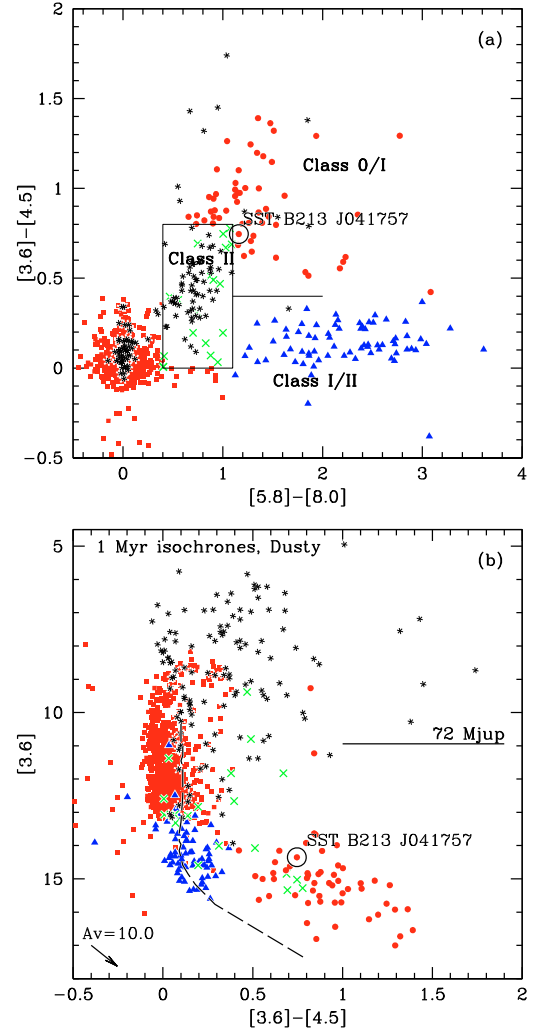 2
(a)
1.5
Class 0/I
[3.6]−[4.5]
1
SST B213 J041757
Class II
0.5
0
Class I/II
−0.5
0
1
2
3
4
[5.8]−[8.0]
5
1 Myr isochrones, Dusty
(b)
[3.6]
10
72 Mjup
SST B213 J041757
15
Av=10.0
−0.5
0
0.5
1
1.5
2
[3.6]−[4.5]